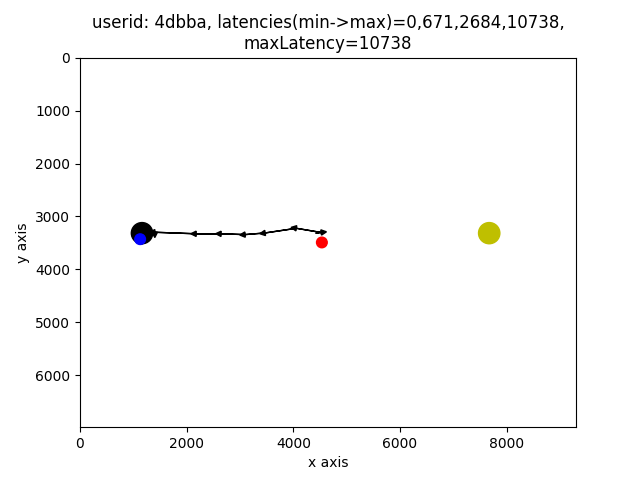 userid: 4dbba, latencies(min->max)=0,671,2684,10738,
maxLatency=10738
0
1000
2000
3000
4000
5000
6000
y axis
0 2000 4000 6000 8000
x axis